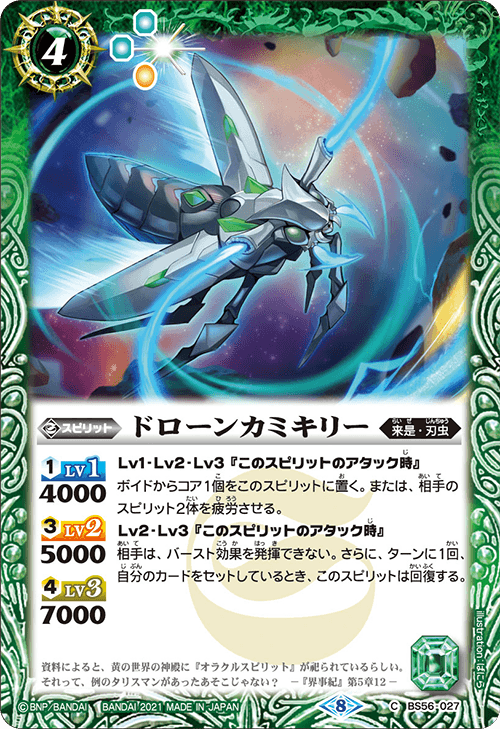 4
スピリット
ドローンカミキリー
らいぜ じんちゅう
来是・刃虫
1 LV1
4000
3 LV2
5000
4 LV3
7000
Lv1・Lv2・Lv3『このスピリットのアタック時』
ボイドからコア1個をこのスピリットに置く。または、相手の
スピリット2体を疲労させる。
Lv2・Lv3『このスピリットのアタック時』
相手は、バースト効果を発揮できない。さらに、ターンに1回、
自分のカードをセットしているとき、このスピリットは回復する。
資料によると、黄の世界の神殿に『オラクルスピリット』が祀られているらしい。
それって、例のタリスマンがあったあそこじゃない? −『界事紀』第5章12−
©BNP/BANDAI BANDAI 2021 MADE IN JAPAN
8
C BS56-027